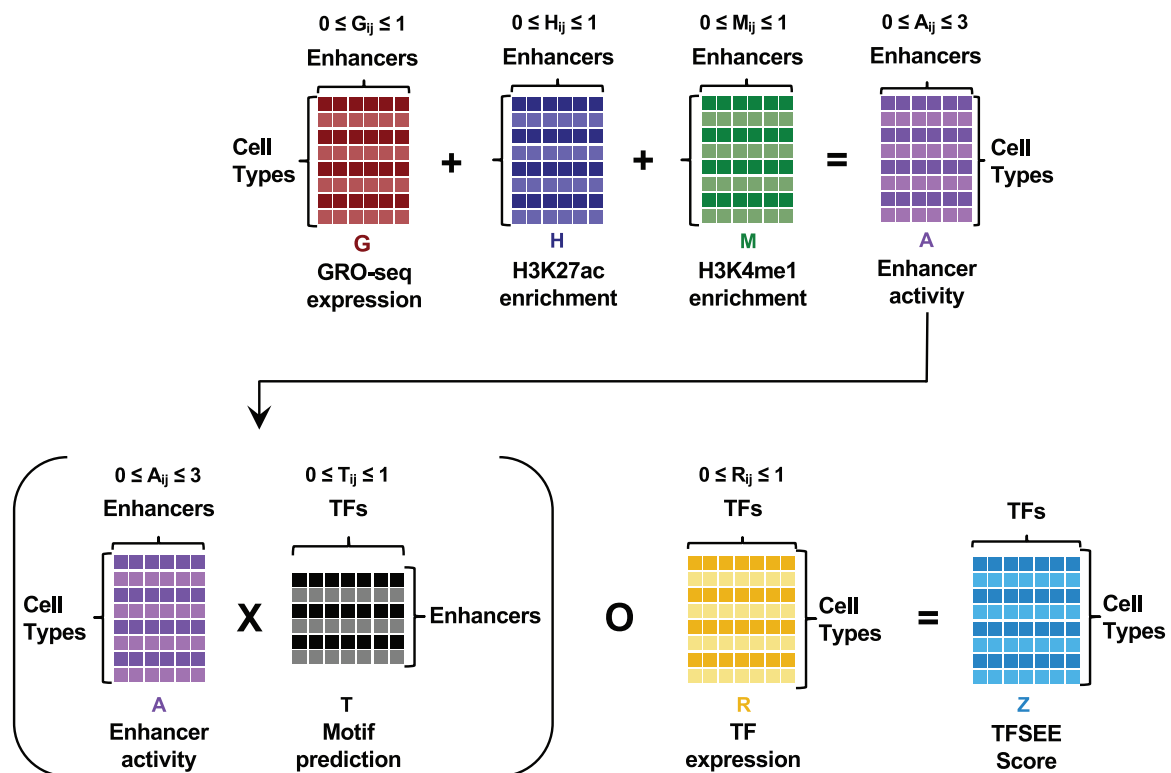 0 ≤ Gij ≤ 1
0 ≤ Hij ≤ 1
0 ≤ Mij ≤ 1
0 ≤ Aij ≤ 3
Enhancers
Enhancers
Enhancers
Enhancers
Cell
Types
+
+
=
Cell
Types
G
H
M
A
GRO-seq
expression
H3K27ac
enrichment
H3K4me1
enrichment
Enhancer
activity
0 ≤ Aij ≤ 3
0 ≤ Tij ≤ 1
0 ≤ Rij ≤ 1
Enhancers
TFs
TFs
TFs
Cell
Types
X
Enhancers
O
Cell
Types
=
Cell
Types
A
T
R
Z
Enhancer
activity
Motif
prediction
TF
expression
TFSEE
Score